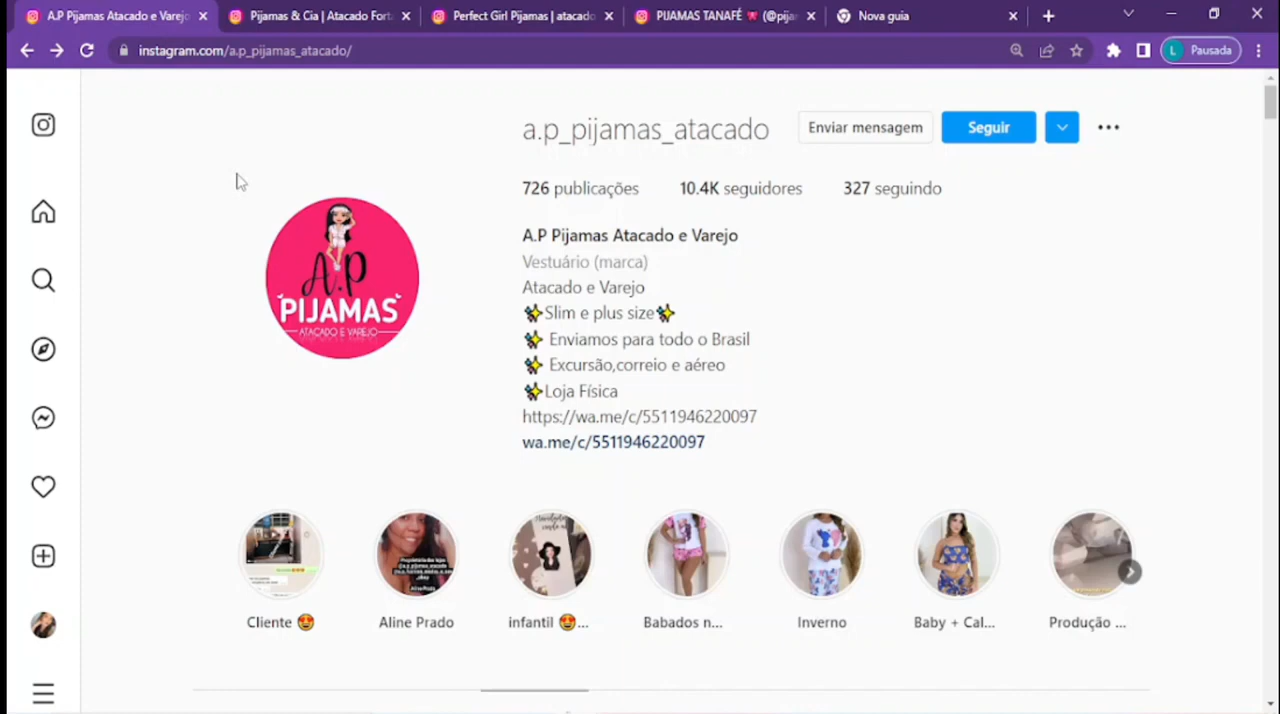 A.P Pijamas Atacado e Varejo
Pijamas & Cia | Atacado Fort
Perfect Girl Pijamas | atacado
PIJAMAS TANAFÉ 🎀 (@pijam
Nova guia
instagram.com/a.p_pijamas_atacado/
L Pausada
a.p_pijamas_atacado
Enviar mensagem
Seguir
726 publicações
10.4K seguidores
327 seguindo
A.P
PIJAMAS
ATACADO E VAREJO
A.P Pijamas Atacado e Varejo
Vestuário (marca)
Atacado e Varejo
✨Slim e plus size✨
✨ Enviamos para todo o Brasil
✨ Excursão,correio e aéreo
✨Loja Física
https://wa.me/c/5511946220097
wa.me/c/5511946220097
Cliente 😍
Aline Prado
infantil 😍...
Babados n...
Inverno
Baby + Cal...
Produção ...